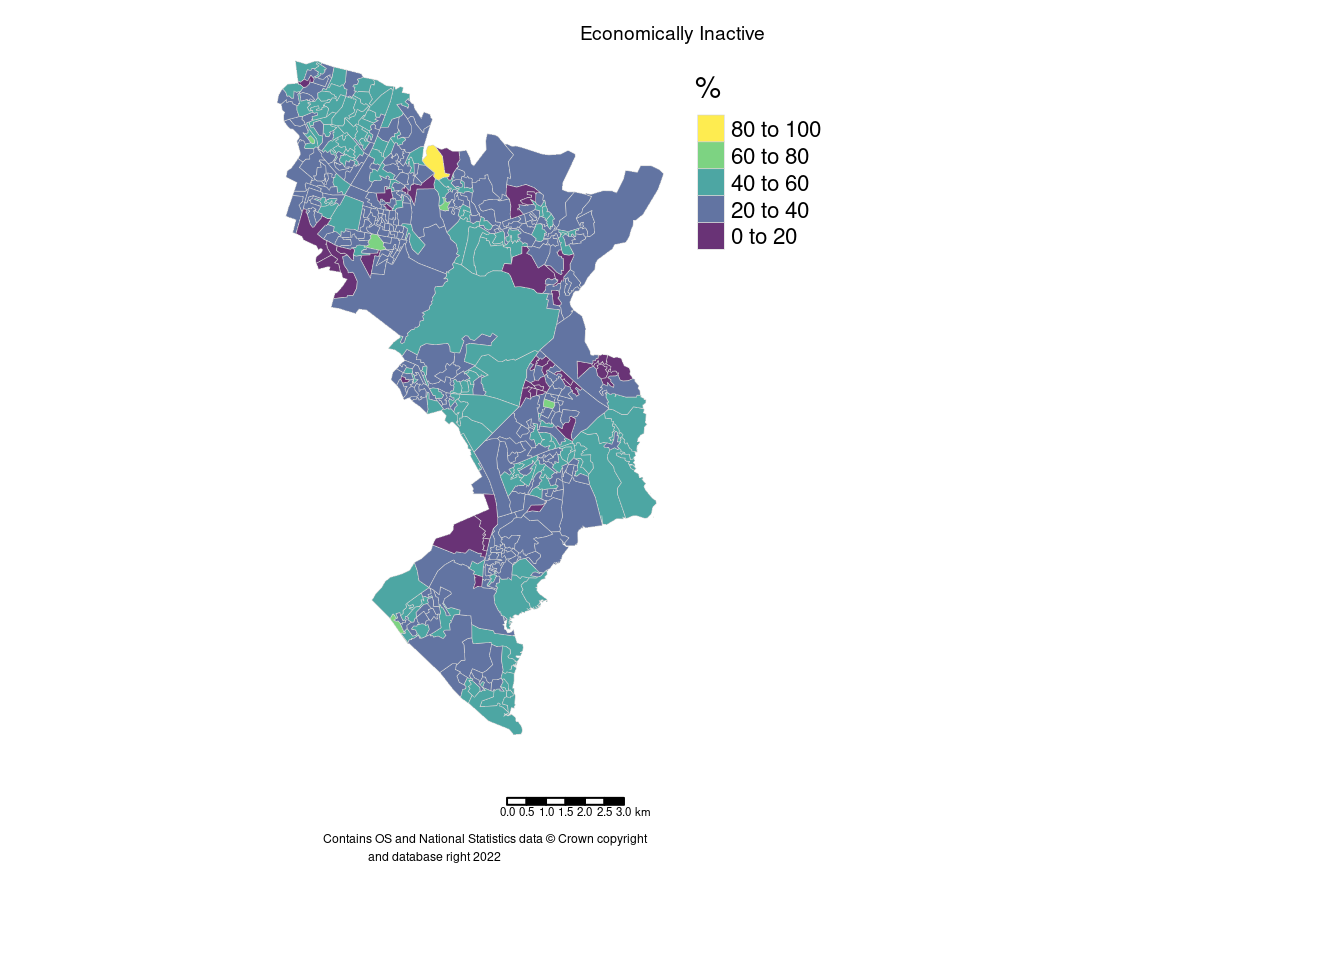 Economically Inactive
%
80 to 100
60 to 80
40 to 60
20 to 40
0 to 20
0.0 0.5 1.0 1.5 2.0 2.5 3.0 km
Contains OS and National Statistics data © Crown copyright
and database right 2022